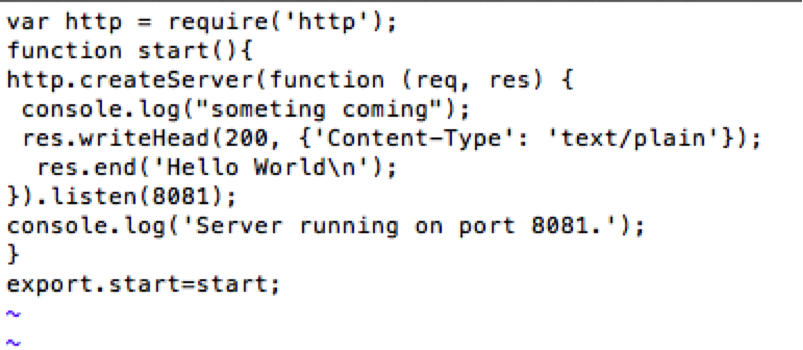 var http = require('http');
function start(){
http.createServer(function (req, res) {
 console.log("someting coming");
 res.writeHead(200, {'Content-Type': 'text/plain'});
  res.end('Hello World\n');
}).listen(8081);
console.log('Server running on port 8081.');
}
export.start=start;
~
~